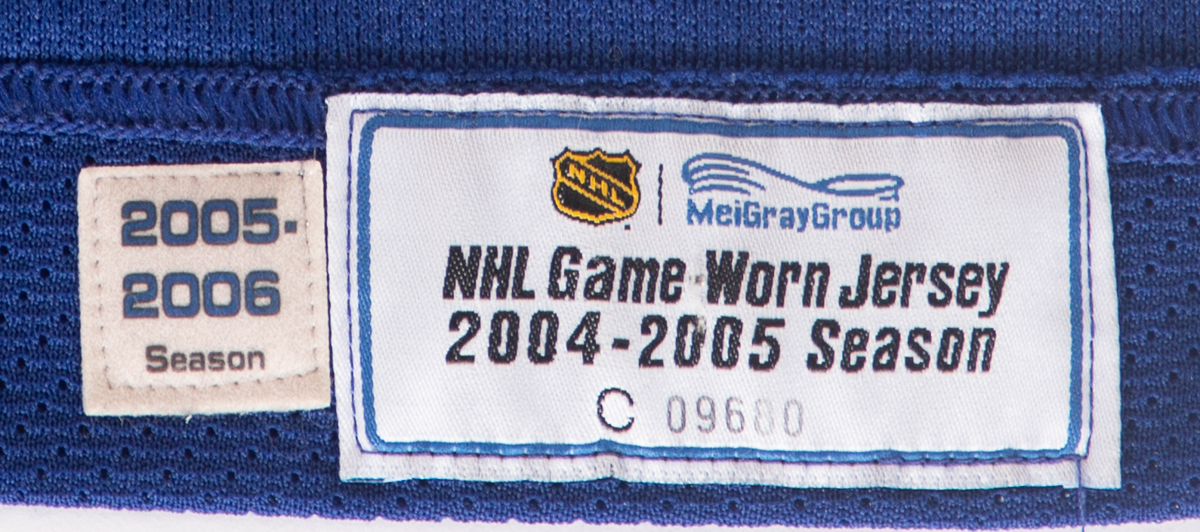 2005-
2006
Season
NHL
MeiGrayGroup
NHL Game Worn Jersey
2004-2005 Season
C 09680